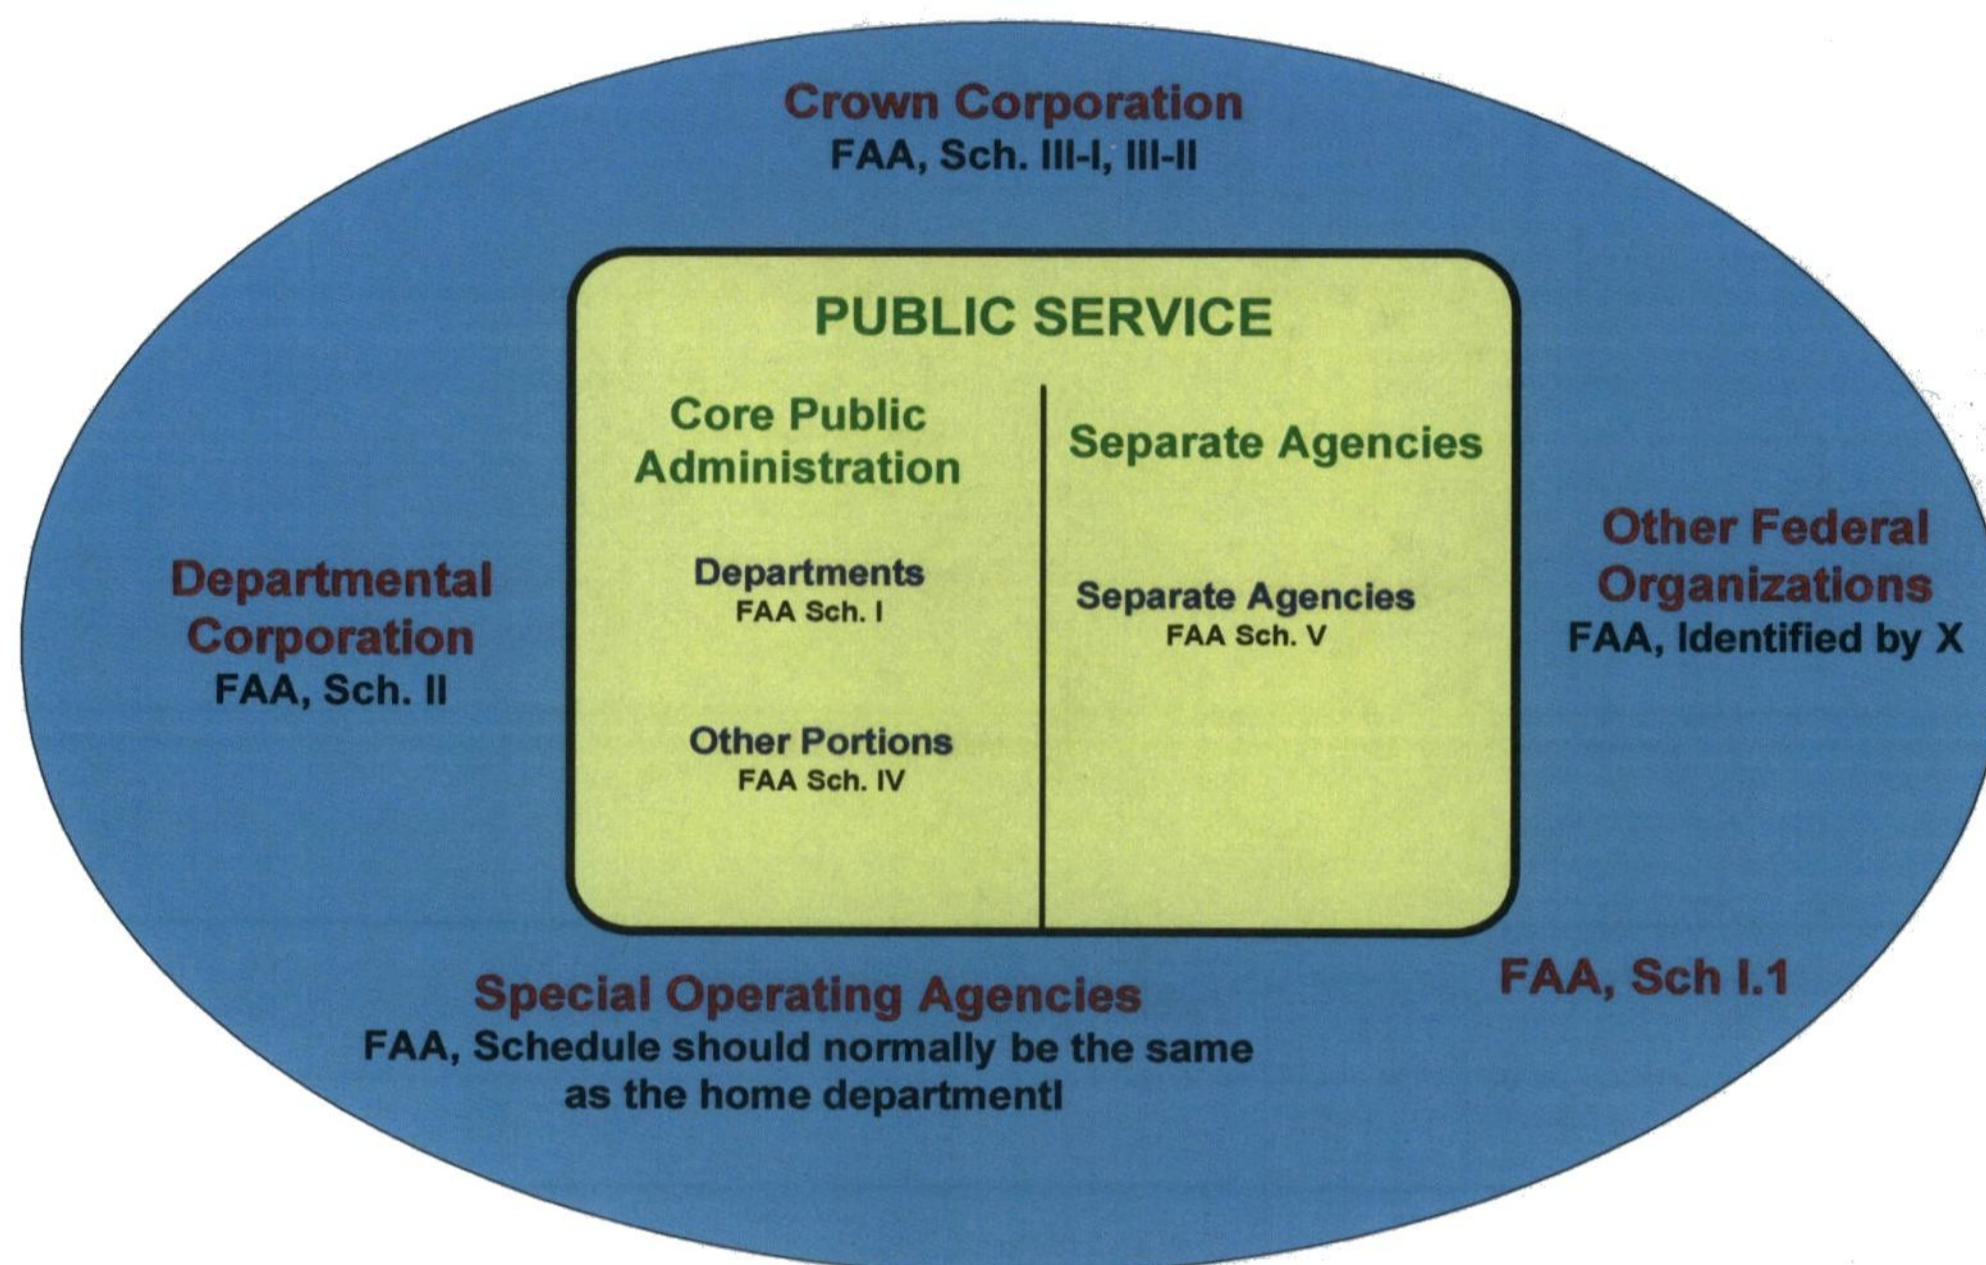 Crown Corporation
FAA, Sch. III-I, III-II
PUBLIC SERVICE
Core Public
Administration
Departments
FAA Sch. I
Other Portions
FAA Sch. IV
Separate Agencies
Separate Agencies
FAA Sch. V
Departmental
Corporation
FAA, Sch. II
Other Federal
Organizations
FAA, Identified by X
FAA, Sch I.1
Special Operating Agencies
FAA, Schedule should normally be the same
as the home departmentl